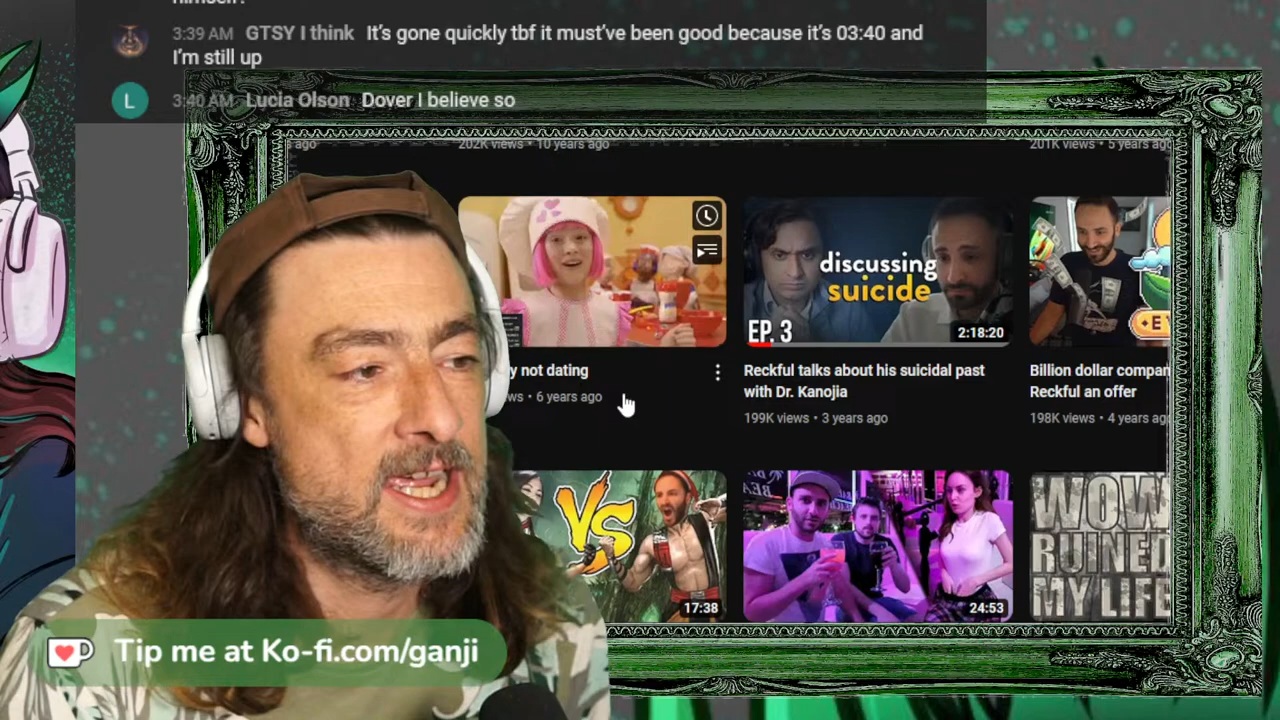 himself?
3:39 AM GTSY I think It's gone quickly tbf it must've been good because it's 03:40 and
I'm still up
L 3:40 AM Lucia Olson Dover I believe so
ago
202K views • 10 years ago
201K views • 5 years ago
discussing
suicide
EP. 3
2:18:20
y not dating
ws • 6 years ago
Reckful talks about his suicidal past
with Dr. Kanojia
199K views • 3 years ago
Billion dollar compan
Reckful an offer
198K views • 4 years ag
VS
17:38
24:53
WOW
RUINED
MY LIFE
Tip me at Ko-fi.com/ganji